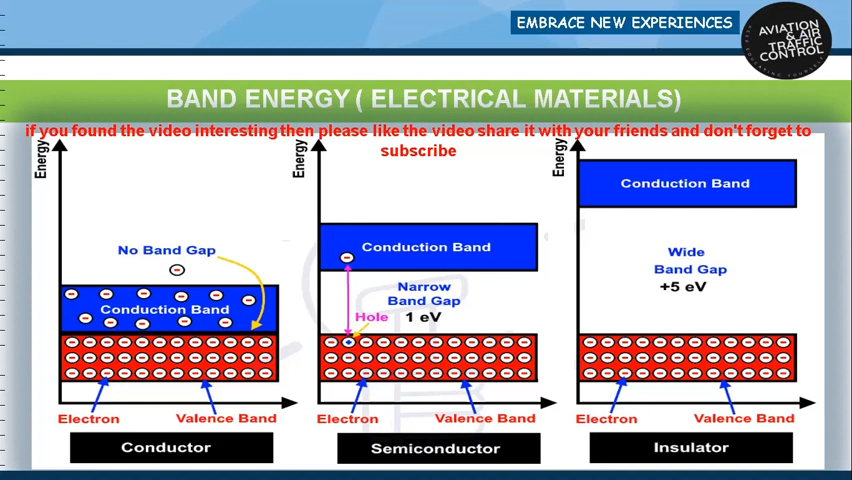 EMBRACE NEW EXPERIENCES
AVIATION
& AIR
TRAFFIC
CONTROL
BAND ENERGY ( ELECTRICAL MATERIALS)
if you found the video interesting then please like the video share it with your friends and don't forget to
subscribe
Energy
No Band Gap
Conduction Band
Electron
Valence Band
Conductor
Energy
Conduction Band
Narrow
Band Gap
1 eV
Hole
Electron
Valence Band
Semiconductor
Energy
Conduction Band
Wide
Band Gap
+5 eV
Electron
Valence Band
Insulator